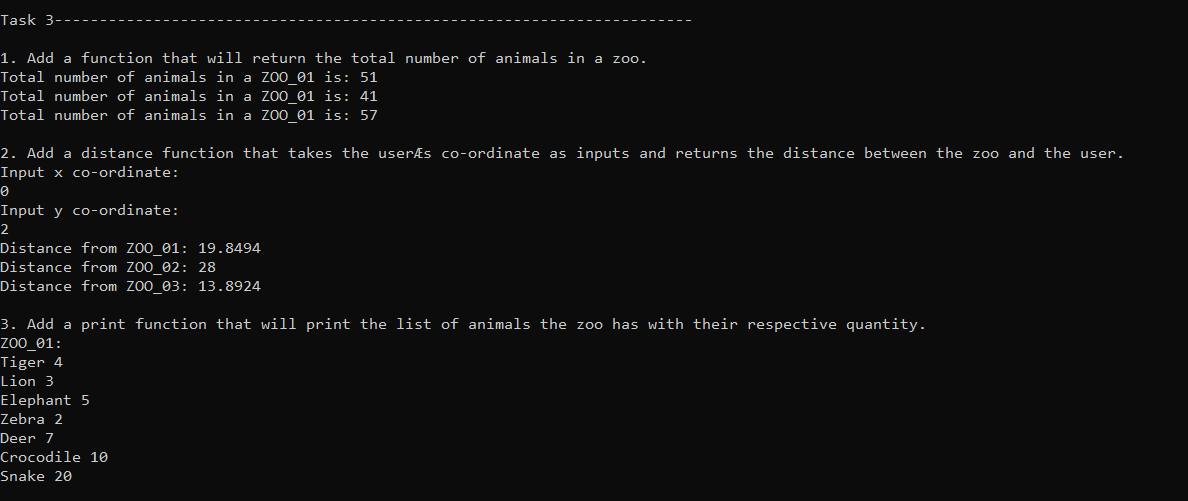 Task 3-----------------------------------------------------------------------
1. Add a function that will return the total number of animals in a zoo.
Total number of animals in a ZOO_01 is: 51
Total number of animals in a ZOO_01 is: 41
Total number of animals in a ZOO_01 is: 57
2. Add a distance function that takes the userÆs co-ordinate as inputs and returns the distance between the zoo and the user.
Input x co-ordinate:
0
Input y co-ordinate:
2
Distance from ZOO_01: 19.8494
Distance from ZOO_02: 28
Distance from ZOO_03: 13.8924
3. Add a print function that will print the list of animals the zoo has with their respective quantity.
ZOO_01:
Tiger 4
Lion 3
Elephant 5
Zebra 2
Deer 7
Crocodile 10
Snake 20